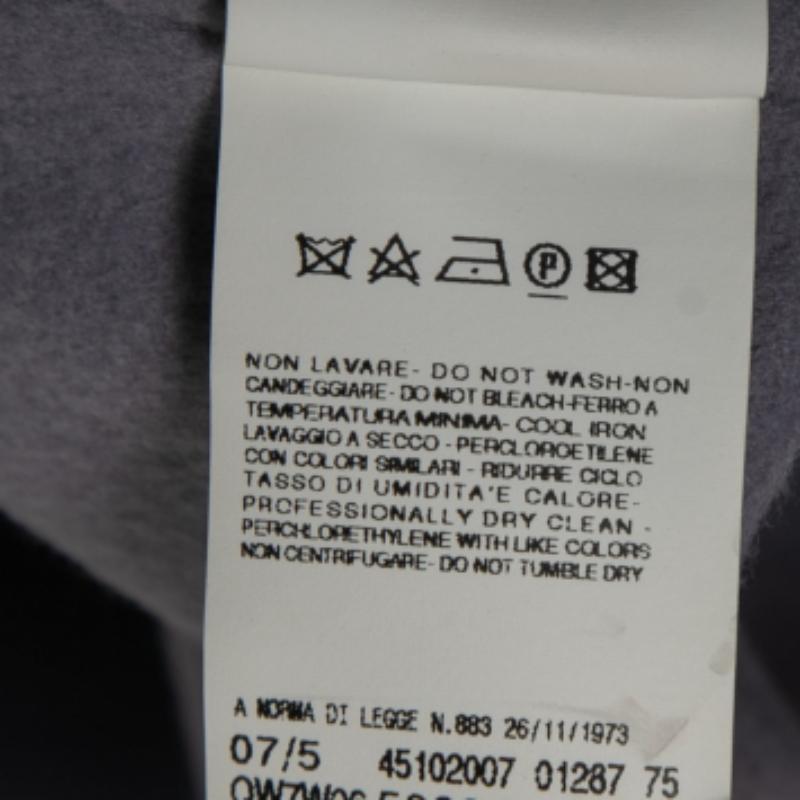 P
NON LAVARE- DO NOT WASH-NON
CANDEGGIARE- DO NOT BLEACH-FERRO A
TEMPERATURA MINIMA- COOL IRON
LAVAGGIO A SECCO - PERCLOROETILENE
CON COLORI SIMILARI - RIDURRE CICLO
TASSO DI UMIDITA'E CALORE-
PROFESSIONALLY DRY CLEAN -
PERCHLORETHYLENE WITH LIKE COLORS
NON CENTRIFUGARE- DO NOT TUMBLE DRY
A NORMA DI LEGGE N.883 26/11/1973
07/5 45102007 01287 75